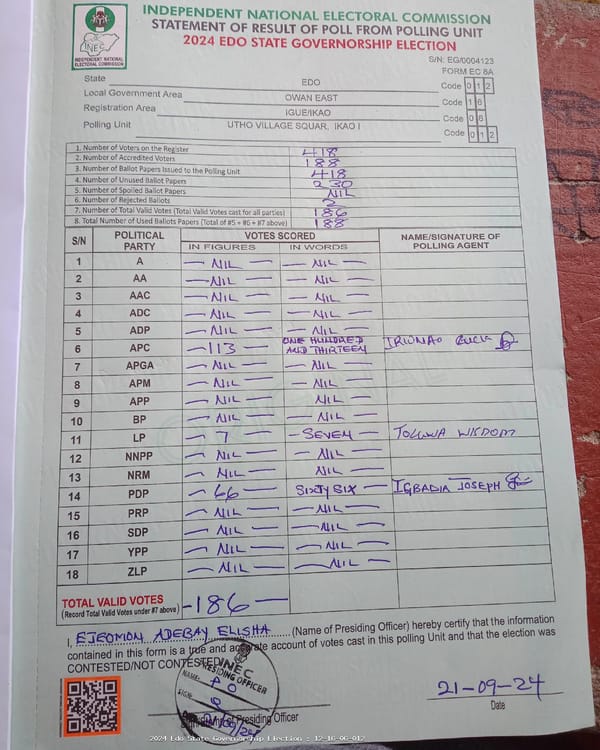 INDEPENDENT NATIONAL ELECTORAL COMMISSION
STATEMENT OF RESULT OF POLL FROM POLLING UNIT
2024 EDO STATE GOVERNORSHIP ELECTION
INEC
INDEPENDENT NATIONAL
ELECTORAL COMMISSION
S/N: EG/0004123
FORM EC 8A
State EDO Code 0 1 2
Local Government Area OWAN EAST Code 1 6
Registration Area IGUE/IKAO Code 0 6
Polling Unit UTHO VILLAGE SQUAR, IKAO I Code 0 1 2
1. Number of Voters on the Register 418
2. Number of Accredited Voters 188
3. Number of Ballot Papers Issued to the Polling Unit 418
4. Number of Unused Ballot Papers 230
5. Number of Spoiled Ballot Papers NIL
6. Number of Rejected Ballots 2
7. Number of Total Valid Votes (Total Valid Votes cast for all parties) 186
8. Total Number of Used Ballots Papers (Total of #5 + #6 + #7 above) 188
S/N POLITICAL PARTY VOTES SCORED NAME/SIGNATURE OF POLLING AGENT
IN FIGURES IN WORDS
1 A — NIL — — NIL —
2 AA — NIL — — NIL —
3 AAC — NIL — — NIL —
4 ADC — NIL — — NIL —
5 ADP — NIL — — NIL —
6 APC — 113 — ONE HUNDRED AND THIRTEEN
7 APGA — NIL — — NIL —
8 APM — NIL — — NIL —
9 APP — NIL — NIL —
10 BP — NIL — — NIL —
11 LP — 7 — — SEVEN — TOLUWA WISDOM
12 NNPP — NIL — — NIL —
13 NRM — NIL — NIL —
14 PDP — 66 — SIXTY SIX — IGBADIA JOSEPH
15 PRP — NIL — — NIL —
16 SDP — NIL — — NIL —
17 YPP — NIL — — NIL —
18 ZLP — NIL — — NIL —
TOTAL VALID VOTES — 186 —
(Record Total Valid Votes under #7 above)
I, EJEOMON ADEBAY ELISHA (Name of Presiding Officer) hereby certify that the information
contained in this form is a true and accurate account of votes cast in this polling Unit and that the election was
CONTESTED/NOT CONTESTED
INEC
PRESIDING OFFICER
NAME: P O
SIGN:
21-09-24
Date
Presiding Officer
2024 Edo State Governorship Election : 12-16-06-012